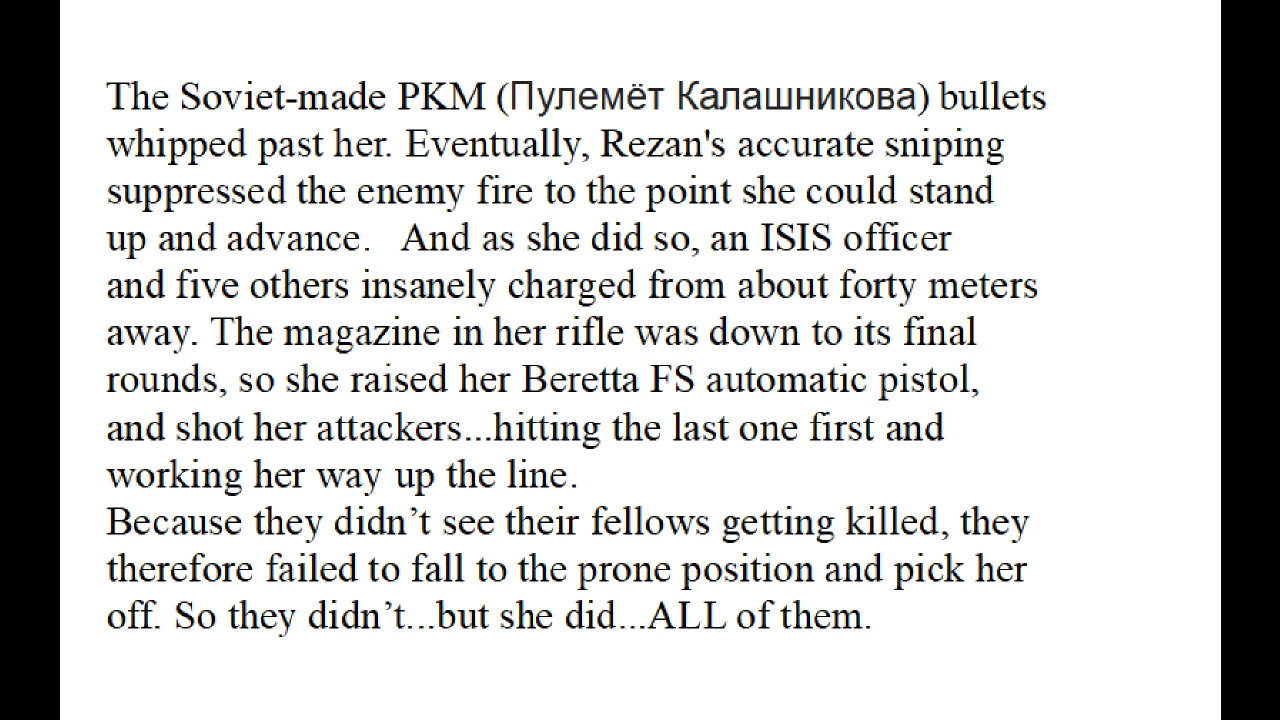 The Soviet-made PKM (Пулемёт Калашникова) bullets
whipped past her. Eventually, Rezan's accurate sniping
suppressed the enemy fire to the point she could stand
up and advance.   And as she did so, an ISIS officer
and five others insanely charged from about forty meters
away. The magazine in her rifle was down to its final
rounds, so she raised her Beretta FS automatic pistol,
and shot her attackers...hitting the last one first and
working her way up the line.
Because they didn’t see their fellows getting killed, they
therefore failed to fall to the prone position and pick her
off. So they didn’t...but she did...ALL of them.